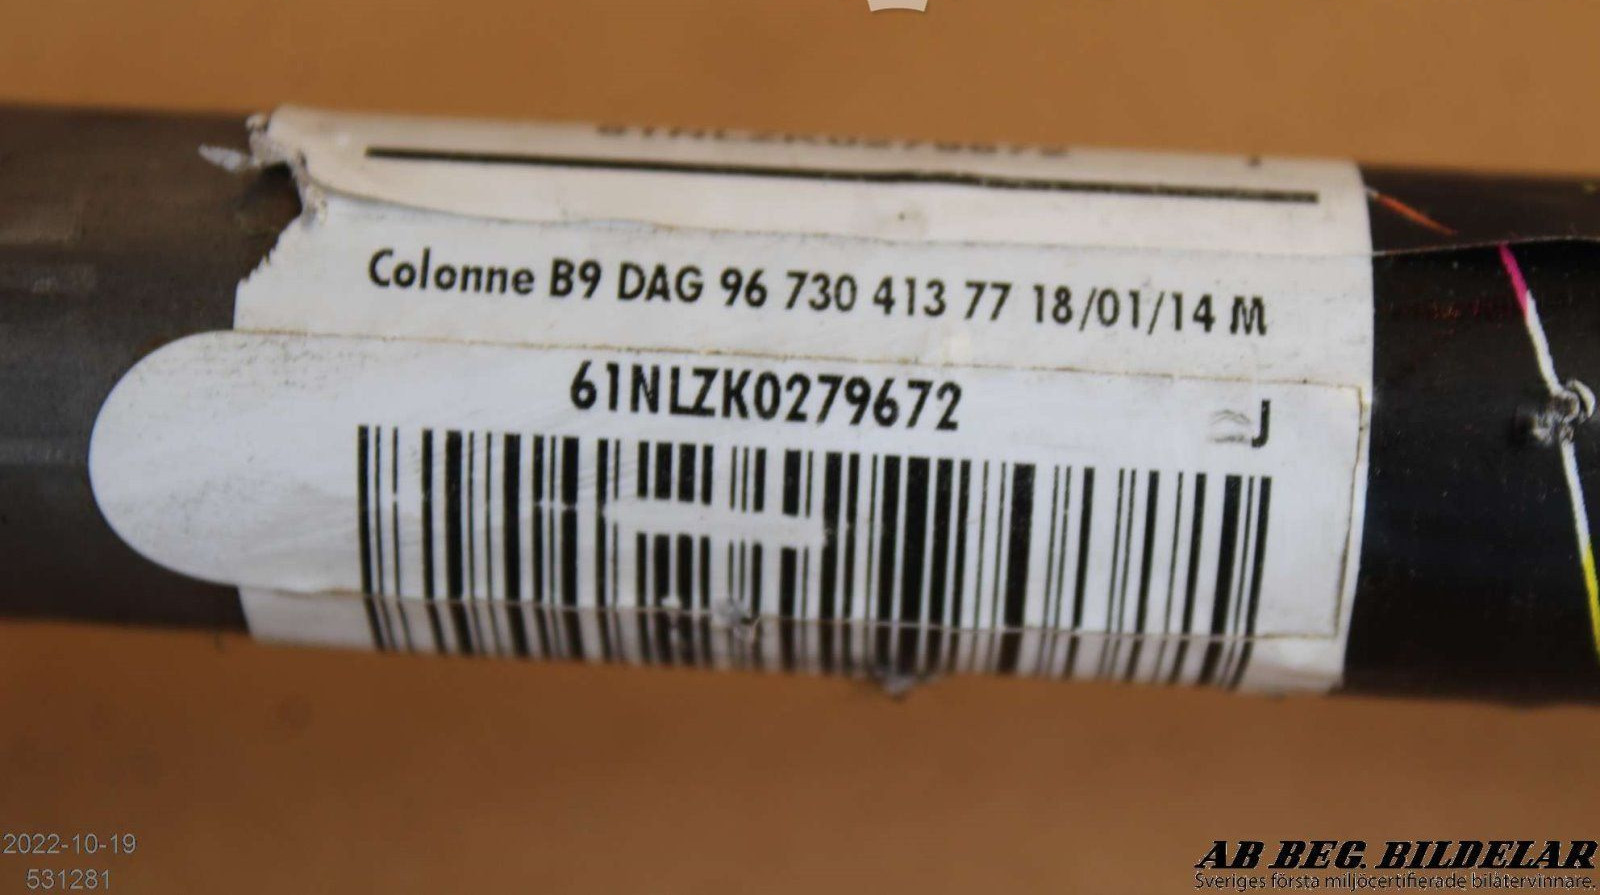 61NLZK0279672
Colonne B9 DAG 96 730 413 77 18/01/14 M
61NLZK0279672
J
2022-10-19
531281
AB BEG. BILDELAR
Sveriges första miljöcertifierade bilåtervinnare.